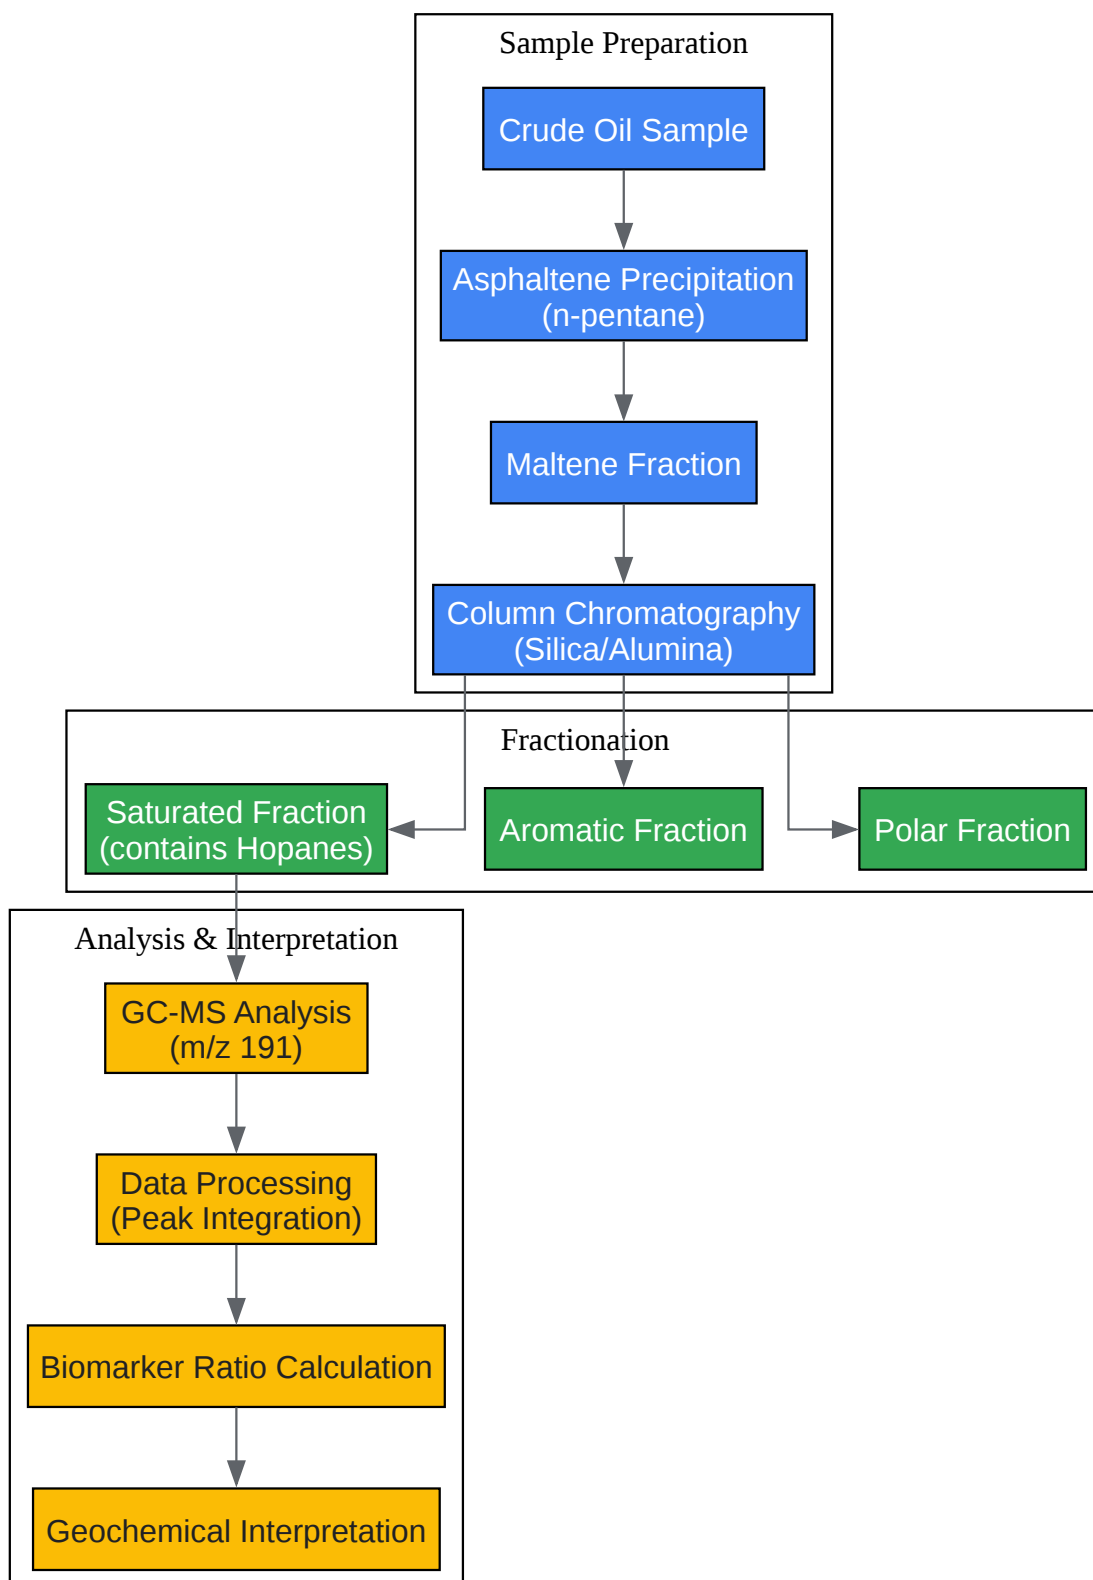 Sample Preparation
Crude Oil Sample
Asphaltene Precipitation
(n-pentane)
Maltene Fraction
Column Chromatography
(Silica/Alumina)
Fractionation
Saturated Fraction
(contains Hopanes)
Aromatic Fraction
Polar Fraction
Analysis & Interpretation
GC-MS Analysis
(m/z 191)
Data Processing
(Peak Integration)
Biomarker Ratio Calculation
Geochemical Interpretation